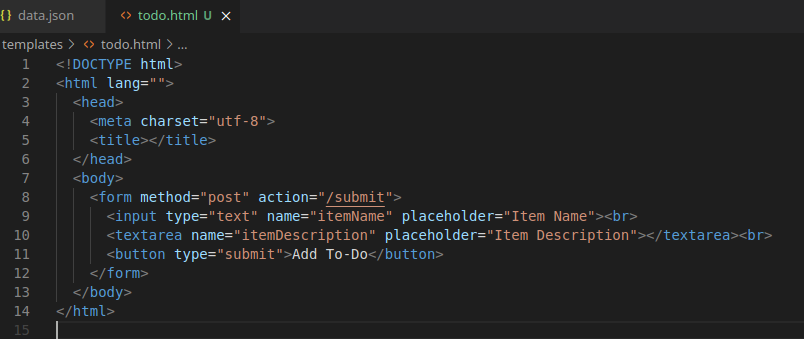 {} data.json <> todo.html U ×
templates > <> todo.html > ...
1 <!DOCTYPE html>
2 <html lang="">
3   <head>
4     <meta charset="utf-8">
5     <title></title>
6   </head>
7   <body>
8     <form method="post" action="/submit">
9       <input type="text" name="itemName" placeholder="Item Name"><br>
10       <textarea name="itemDescription" placeholder="Item Description"></textarea><br>
11       <button type="submit">Add To-Do</button>
12     </form>
13   </body>
14 </html>
15